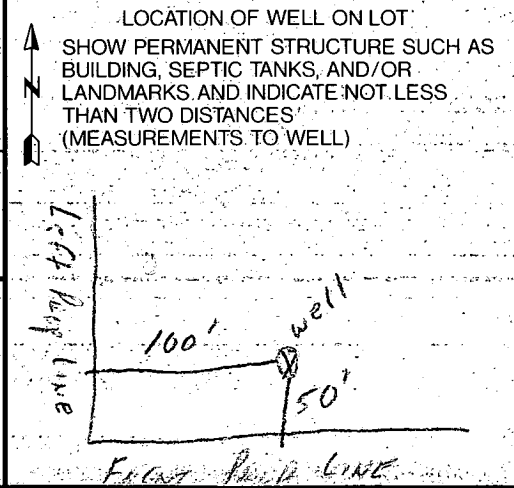 LOCATION OF WELL ON LOT
SHOW PERMANENT STRUCTURE SUCH AS
BUILDING, SEPTIC TANKS, AND/OR
N
LANDMARKS AND INDICATE NOT LESS
THAN TWO DISTANCES
(MEASUREMENTS TO WELL)
Left Prop Line
well
100'
50'
FRONT PROP LINE